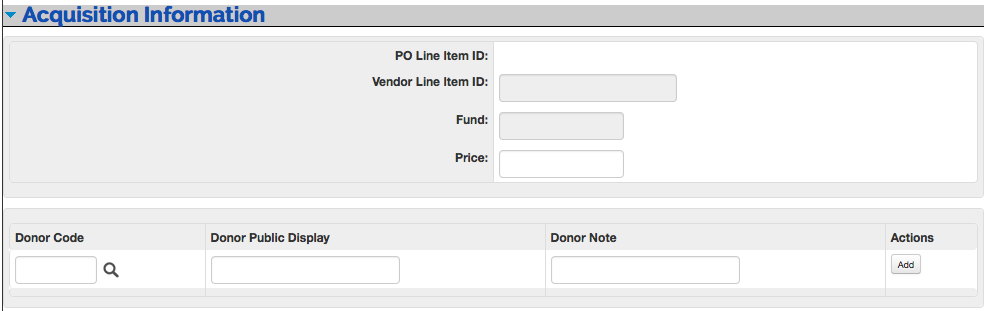 Acquisition Information
PO Line Item ID:
Vendor Line Item ID:
Fund:
Price:
Donor Code Donor Public Display Donor Note Actions
Add